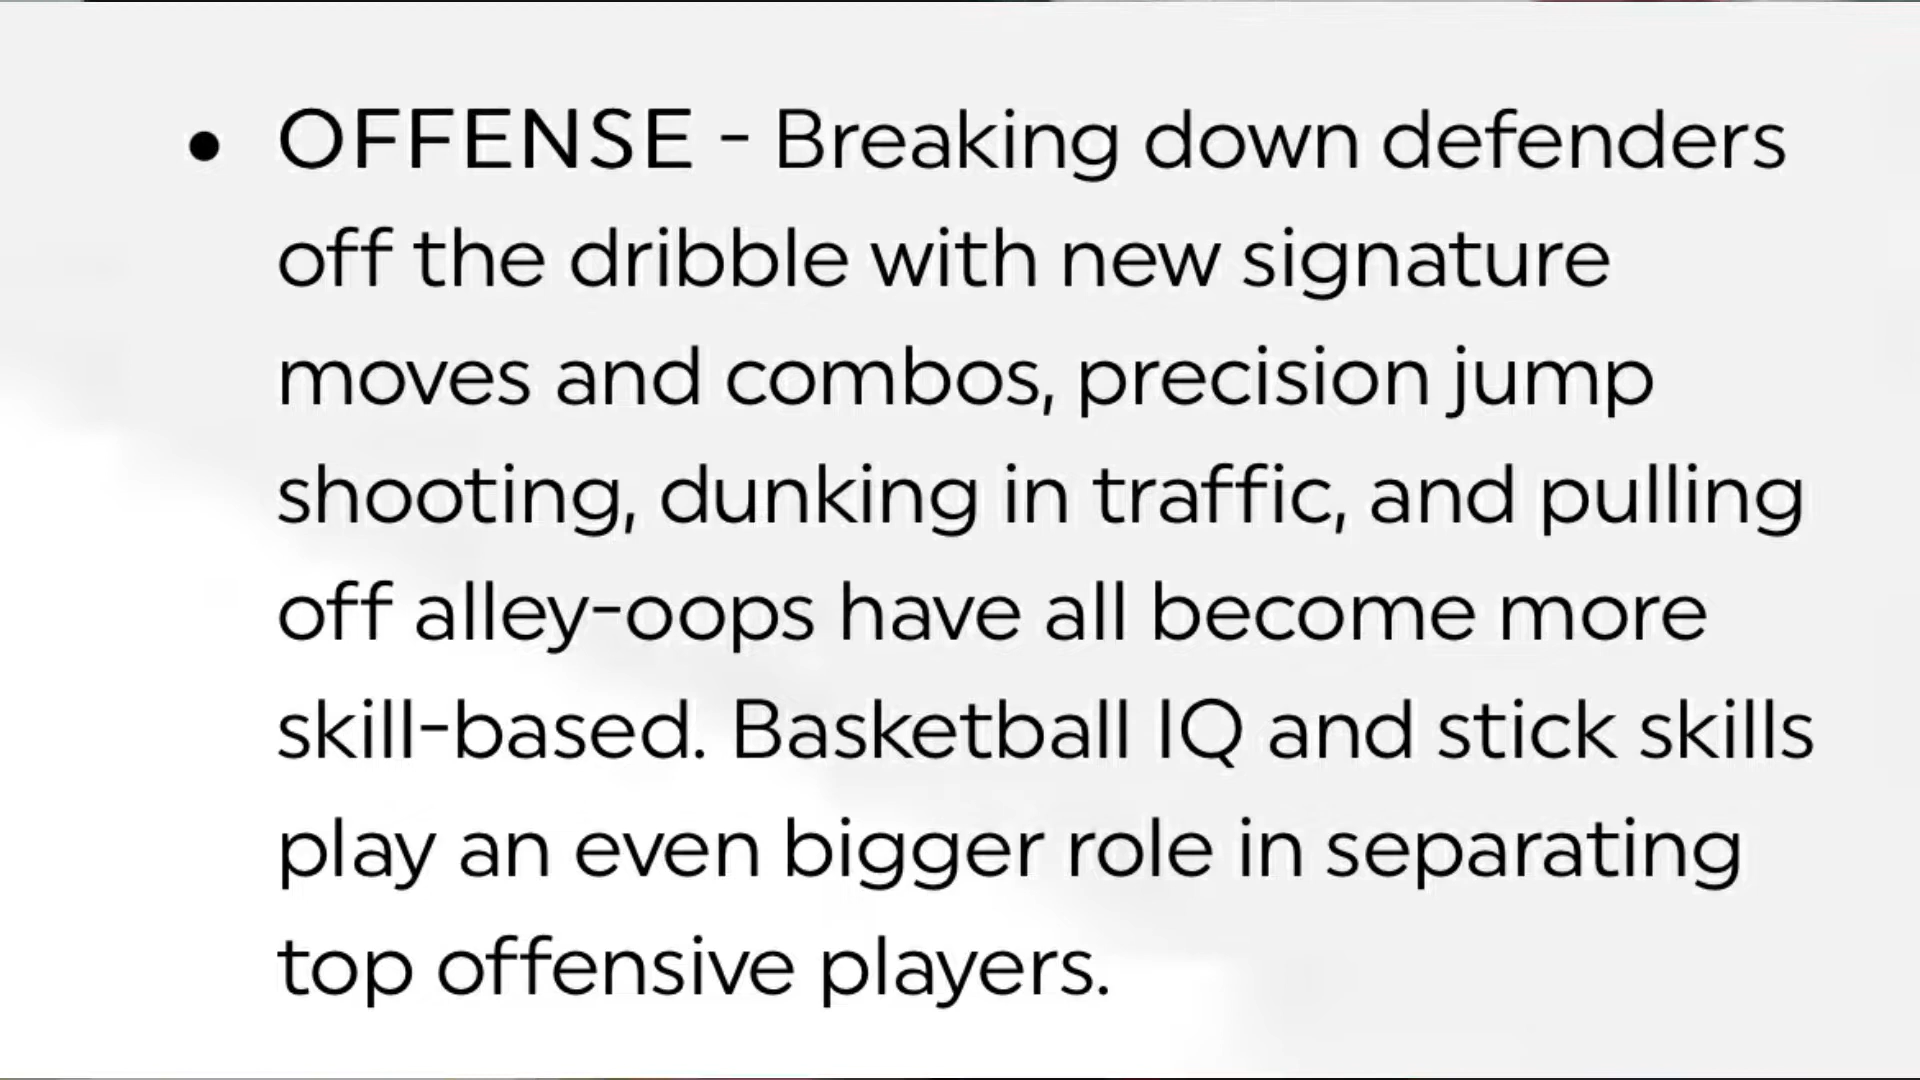 • OFFENSE - Breaking down defenders
off the dribble with new signature
moves and combos, precision jump
shooting, dunking in traffic, and pulling
off alley-oops have all become more
skill-based. Basketball IQ and stick skills
play an even bigger role in separating
top offensive players.